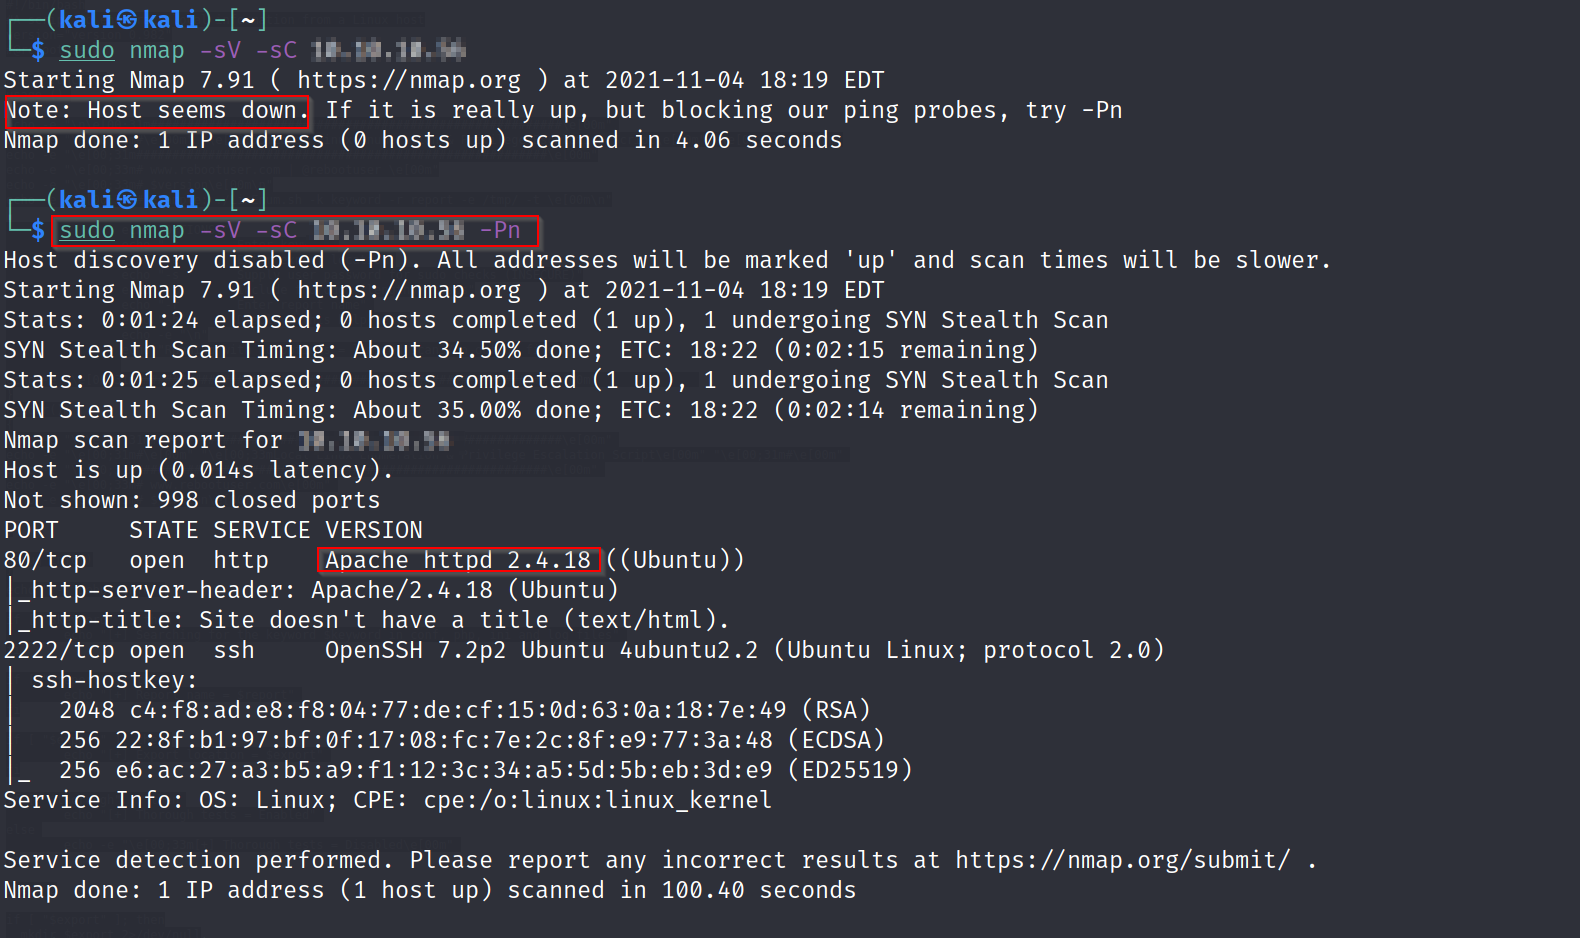 ┌──(kali㉿kali)-[~]
└─$ sudo nmap -sV -sC
Starting Nmap 7.91 ( https://nmap.org ) at 2021-11-04 18:19 EDT
Note: Host seems down. If it is really up, but blocking our ping probes, try -Pn
Nmap done: 1 IP address (0 hosts up) scanned in 4.06 seconds
┌──(kali㉿kali)-[~]
└─$ sudo nmap -sV -sC -Pn
Host discovery disabled (-Pn). All addresses will be marked 'up' and scan times will be slower.
Starting Nmap 7.91 ( https://nmap.org ) at 2021-11-04 18:19 EDT
Stats: 0:01:24 elapsed; 0 hosts completed (1 up), 1 undergoing SYN Stealth Scan
SYN Stealth Scan Timing: About 34.50% done; ETC: 18:22 (0:02:15 remaining)
Stats: 0:01:25 elapsed; 0 hosts completed (1 up), 1 undergoing SYN Stealth Scan
SYN Stealth Scan Timing: About 35.00% done; ETC: 18:22 (0:02:14 remaining)
Nmap scan report for
Host is up (0.014s latency).
Not shown: 998 closed ports
PORT     STATE SERVICE VERSION
80/tcp   open  http    Apache httpd 2.4.18 ((Ubuntu))
|_http-server-header: Apache/2.4.18 (Ubuntu)
|_http-title: Site doesn't have a title (text/html).
2222/tcp open  ssh     OpenSSH 7.2p2 Ubuntu 4ubuntu2.2 (Ubuntu Linux; protocol 2.0)
| ssh-hostkey:
|   2048 c4:f8:ad:e8:f8:04:77:de:cf:15:0d:63:0a:18:7e:49 (RSA)
|   256 22:8f:b1:97:bf:0f:17:08:fc:7e:2c:8f:e9:77:3a:48 (ECDSA)
|_  256 e6:ac:27:a3:b5:a9:f1:12:3c:34:a5:5d:5b:eb:3d:e9 (ED25519)
Service Info: OS: Linux; CPE: cpe:/o:linux:linux_kernel
Service detection performed. Please report any incorrect results at https://nmap.org/submit/ .
Nmap done: 1 IP address (1 host up) scanned in 100.40 seconds